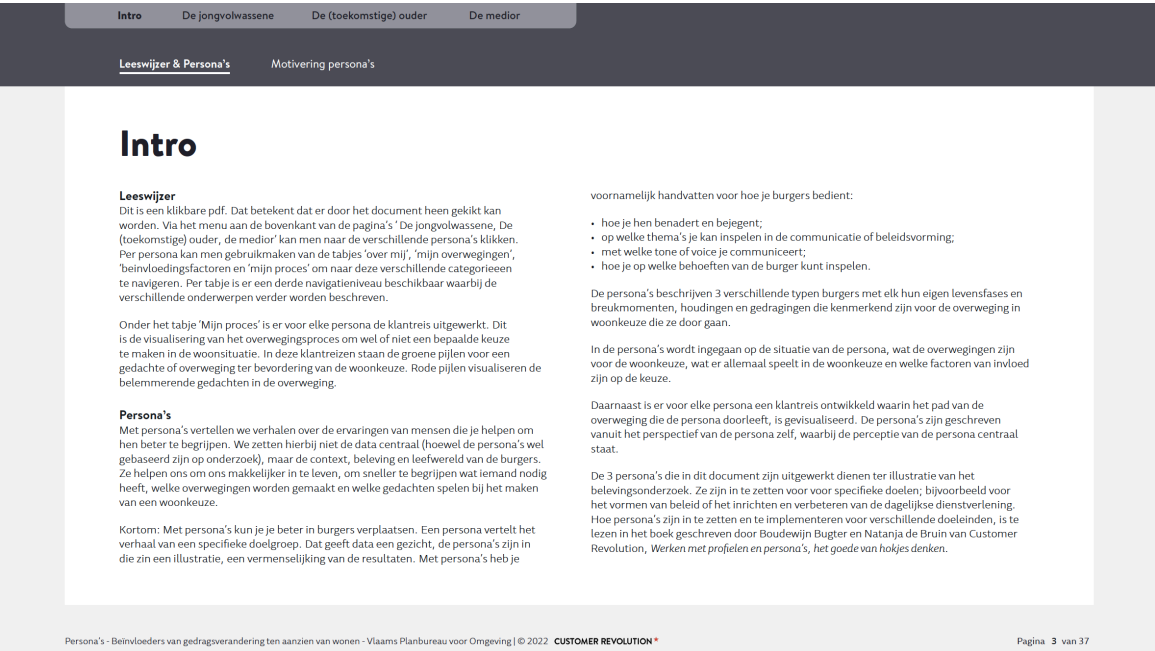 Intro De jongvolwassene De (toekomstige) ouder De medior
Leeswijzer & Persona's Motivering persona's
Intro
Leeswijzer
Dit is een klikbare pdf. Dat betekent dat er door het document heen gekikt kan
worden. Via het menu aan de bovenkant van de pagina's ' De jongvolwassene, De
(toekomstige) ouder, de medior' kan men naar de verschillende persona's klikken.
Per persona kan men gebruikmaken van de tabjes 'over mij', 'mijn overwegingen',
'beinvloedingsfactoren en 'mijn proces' om naar deze verschillende categorieeen
te navigeren. Per tabje is er een derde navigatieniveau beschikbaar waarbij de
verschillende onderwerpen verder worden beschreven.
Onder het tabje 'Mijn proces' is er voor elke persona de klantreis uitgewerkt. Dit
is de visualisering van het overwegingsproces om wel of niet een bepaalde keuze
te maken in de woonsituatie. In deze klantreizen staan de groene pijlen voor een
gedachte of overweging ter bevordering van de woonkeuze. Rode pijlen visualiseren de
belemmerende gedachten in de overweging.
Persona's
Met persona's vertellen we verhalen over de ervaringen van mensen die je helpen om
hen beter te begrijpen. We zetten hierbij niet de data centraal (hoewel de persona's wel
gebaseerd zijn op onderzoek), maar de context, beleving en leefwereld van de burgers.
Ze helpen ons om ons makkelijker in te leven, om sneller te begrijpen wat iemand nodig
heeft, welke overwegingen worden gemaakt en welke gedachten spelen bij het maken
van een woonkeuze.
Kortom: Met persona's kun je je beter in burgers verplaatsen. Een persona vertelt het
verhaal van een specifieke doelgroep. Dat geeft data een gezicht, de persona's zijn in
die zin een illustratie, een vermenselijking van de resultaten. Met persona's heb je
voornamelijk handvatten voor hoe je burgers bedient:
• hoe je hen benadert en bejegent;
• op welke thema's je kan inspelen in de communicatie of beleidsvorming;
• met welke tone of voice je communiceert;
• hoe je op welke behoeften van de burger kunt inspelen.
De persona's beschrijven 3 verschillende typen burgers met elk hun eigen levensfases en
breukmomenten, houdingen en gedragingen die kenmerkend zijn voor de overweging in
woonkeuze die ze door gaan.
In de persona's wordt ingegaan op de situatie van de persona, wat de overwegingen zijn
voor de woonkeuze, wat er allemaal speelt in de woonkeuze en welke factoren van invloed
zijn op de keuze.
Daarnaast is er voor elke persona een klantreis ontwikkeld waarin het pad van de
overweging die de persona doorleeft, is gevisualiseerd. De persona's zijn geschreven
vanuit het perspectief van de persona zelf, waarbij de perceptie van de persona centraal
staat.
De 3 persona's die in dit document zijn uitgewerkt dienen ter illustratie van het
belevingsonderzoek. Ze zijn in te zetten voor voor specifieke doelen; bijvoorbeeld voor
het vormen van beleid of het inrichten en verbeteren van de dagelijkse dienstverlening.
Hoe persona's zijn in te zetten en te implementeren voor verschillende doeleinden, is te
lezen in het boek geschreven door Boudewijn Bugter en Natanja de Bruin van Customer
Revolution, Werken met profielen en persona's, het goede van hokjes denken.
Persona's - Beïnvloeders van gedragsverandering ten aanzien van wonen - Vlaams Planbureau voor Omgeving | © 2022 CUSTOMER REVOLUTION * Pagina 3 van 37